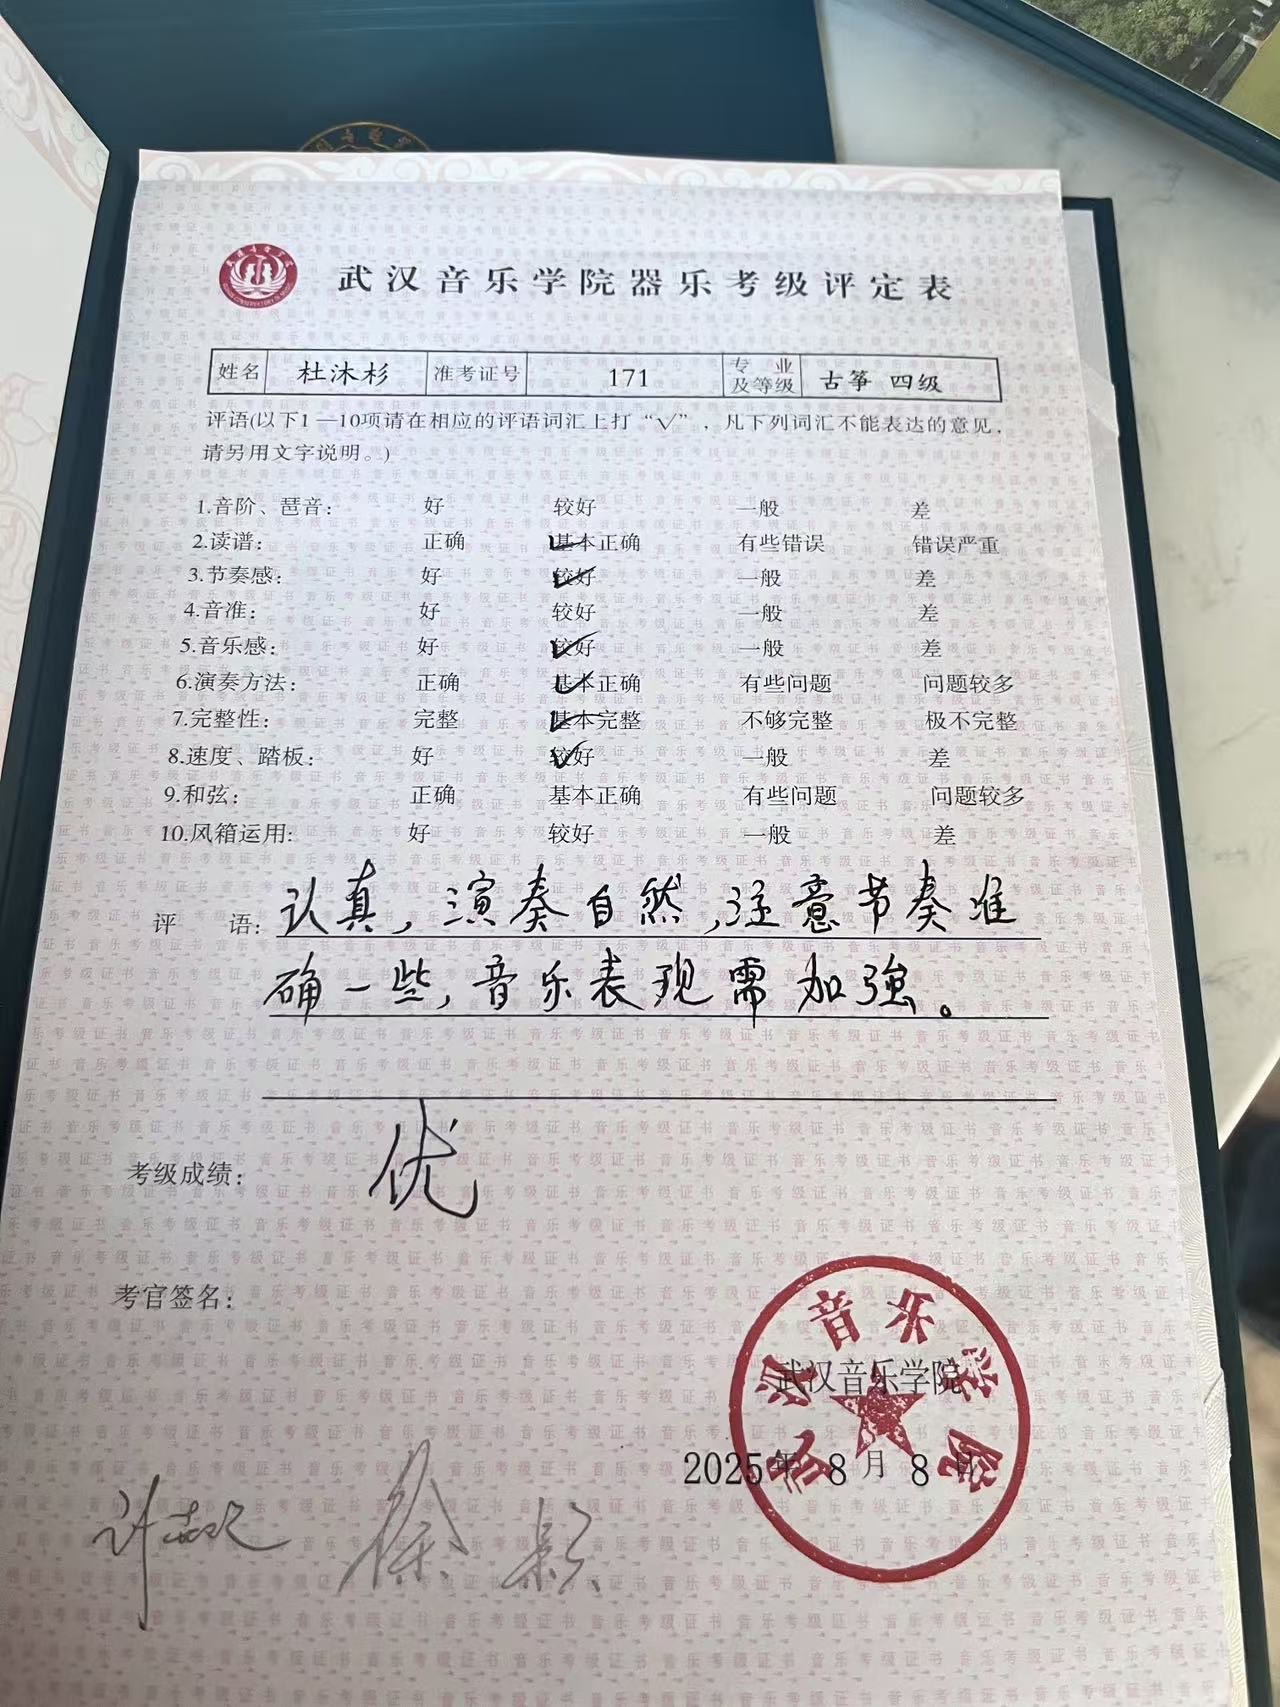 武汉音乐学院器乐考级评定表
姓名 杜沐杉 准考证号 171 专业及等级 古筝 四级
评语(以下1—10项请在相应的评语词汇上打“√”，凡下列词汇不能表达的意见，
请另用文字说明。)
1.音阶、琶音： 好 较好 一般 差
2.读谱： 正确 基本正确 有些错误 错误严重
3.节奏感： 好 较好 一般 差
4.音准： 好 较好 一般 差
5.音乐感： 好 较好 一般 差
6.演奏方法： 正确 基本正确 有些问题 问题较多
7.完整性： 完整 基本完整 不够完整 极不完整
8.速度、踏板： 好 较好 一般 差
9.和弦： 正确 基本正确 有些问题 问题较多
10.风箱运用: 好 较好 一般 差
评 语: 认真，演奏自然，注意节奏准
确一些，音乐表现需加強。
考级成绩： 优
考官签名：
武汉音乐学院
武汉音乐学院
2025年 8月 8日
徐 颖